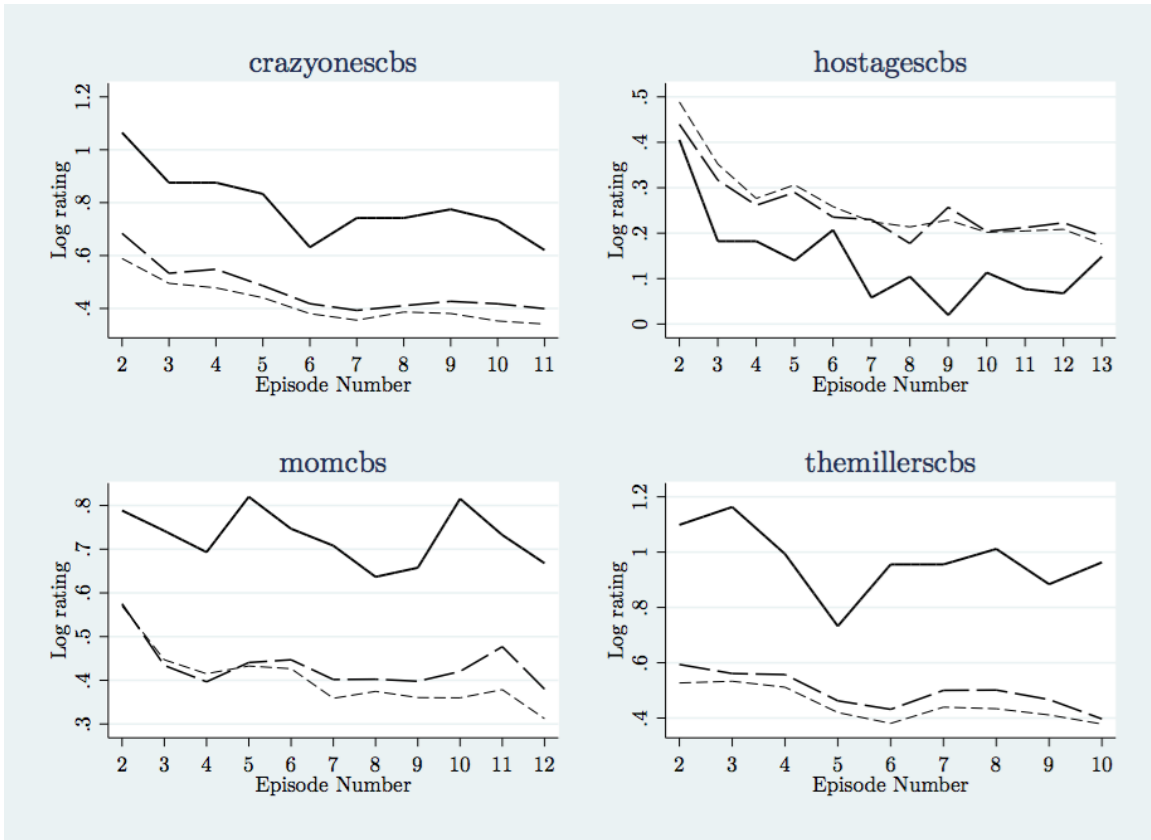 crazyonescbs
Log rating
1.2
1
.8
.6
.4
2 3 4 5 6 7 8 9 10 11
Episode Number
hostagescbs
Log rating
.5
.4
.3
.2
.1
0
2 3 4 5 6 7 8 9 10 11 12 13
Episode Number
momcbs
Log rating
.8
.7
.6
.5
.4
.3
2 3 4 5 6 7 8 9 10 11 12
Episode Number
themillerscbs
Log rating
1.2
1
.8
.6
.4
2 3 4 5 6 7 8 9 10
Episode Number